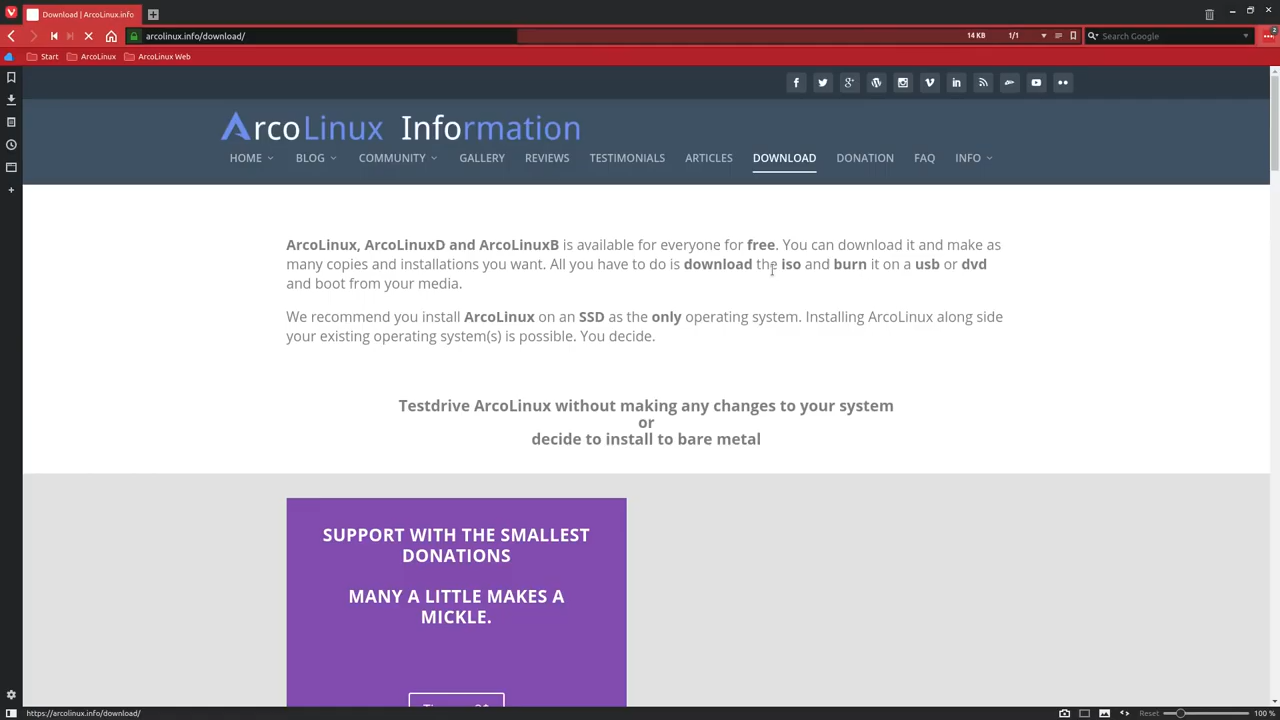 Download | ArcoLinux.info
arcolinux.info/download/
14 KB
1/1
Search Google
2
Start
ArcoLinux
ArcoLinux Web
ArcoLinux Information
HOME
BLOG
COMMUNITY
GALLERY
REVIEWS
TESTIMONIALS
ARTICLES
DOWNLOAD
DONATION
FAQ
INFO
ArcoLinux, ArcoLinuxD and ArcoLinuxB is available for everyone for free. You can download it and make as
many copies and installations you want. All you have to do is download the iso and burn it on a usb or dvd
and boot from your media.
We recommend you install ArcoLinux on an SSD as the only operating system. Installing ArcoLinux along side
your existing operating system(s) is possible. You decide.
Testdrive ArcoLinux without making any changes to your system
or
decide to install to bare metal
SUPPORT WITH THE SMALLEST
DONATIONS
MANY A LITTLE MAKES A
MICKLE.
https://arcolinux.info/download/
Reset
100 %